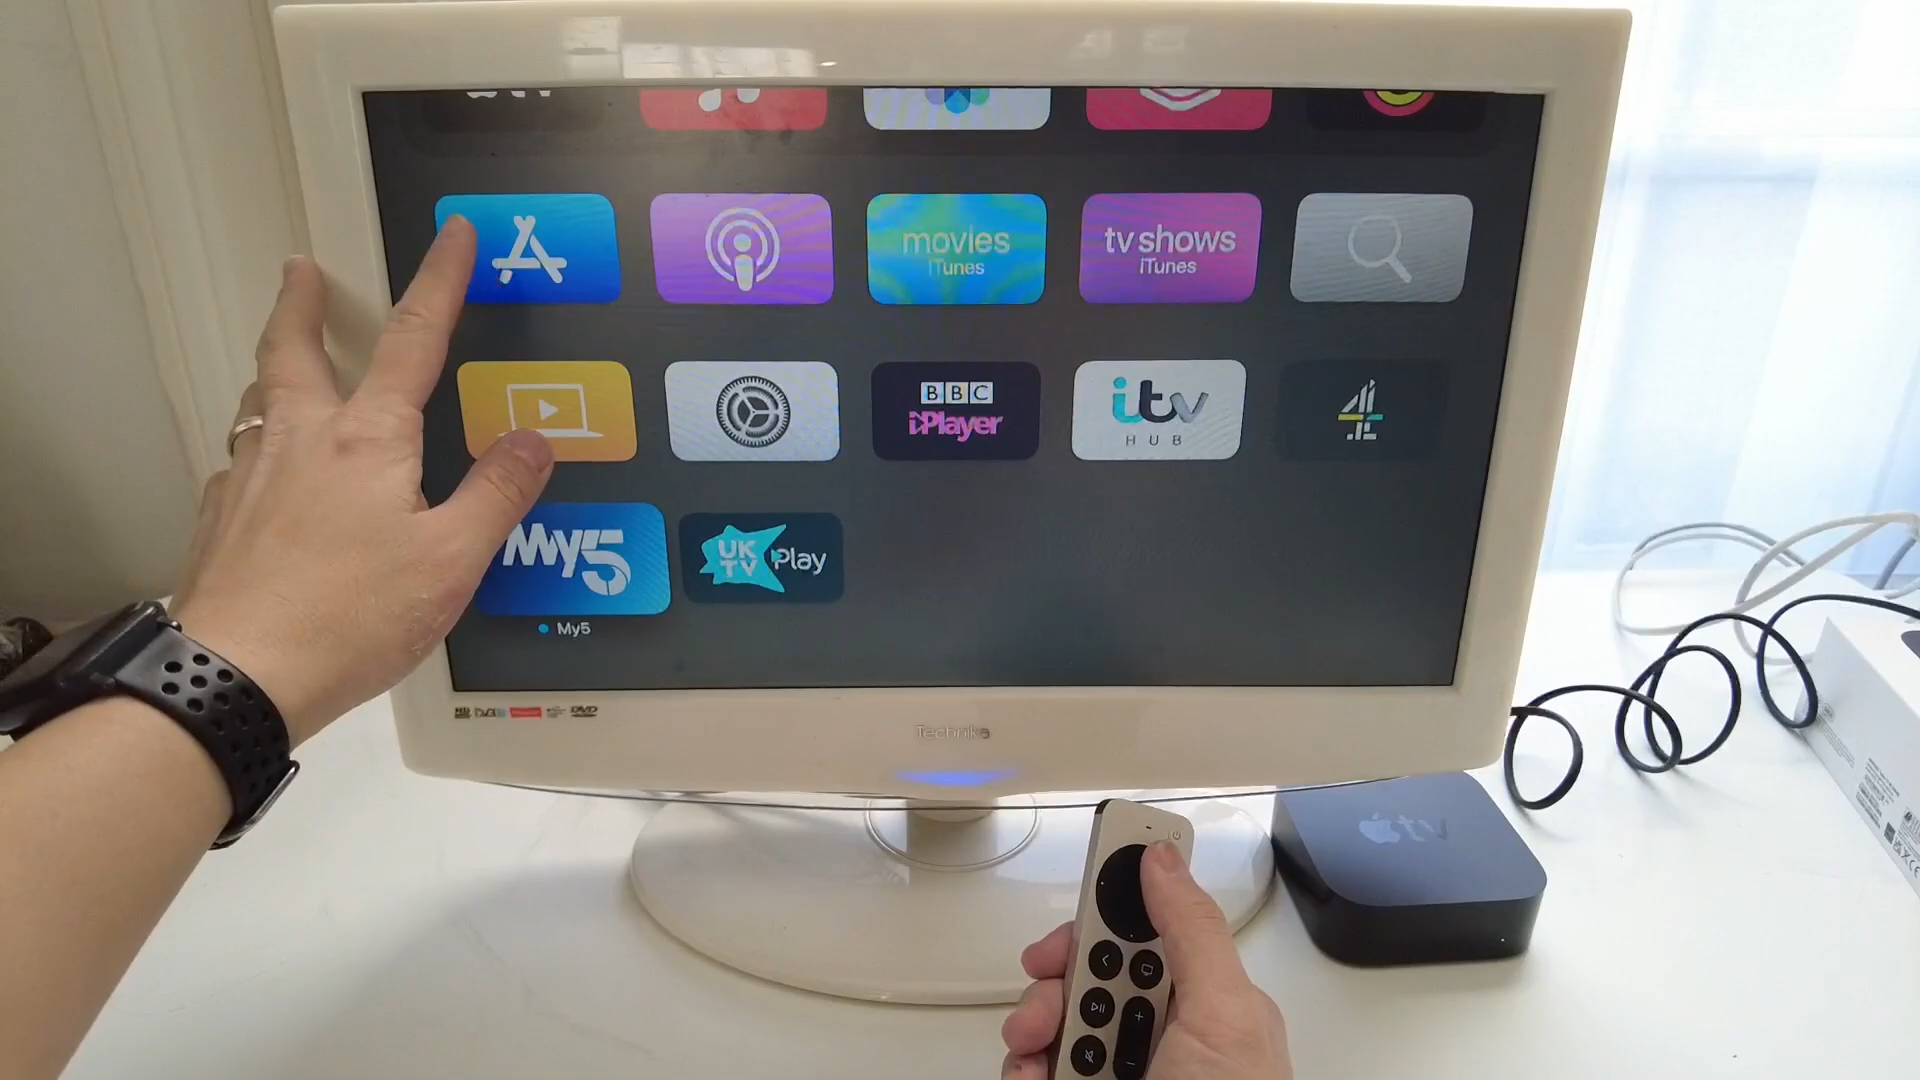 movies
iTunes
tv shows
iTunes
BBC
iPlayer
itv
HUB
4
My5
UK
TV Play
My5
DVD
Technika
tv